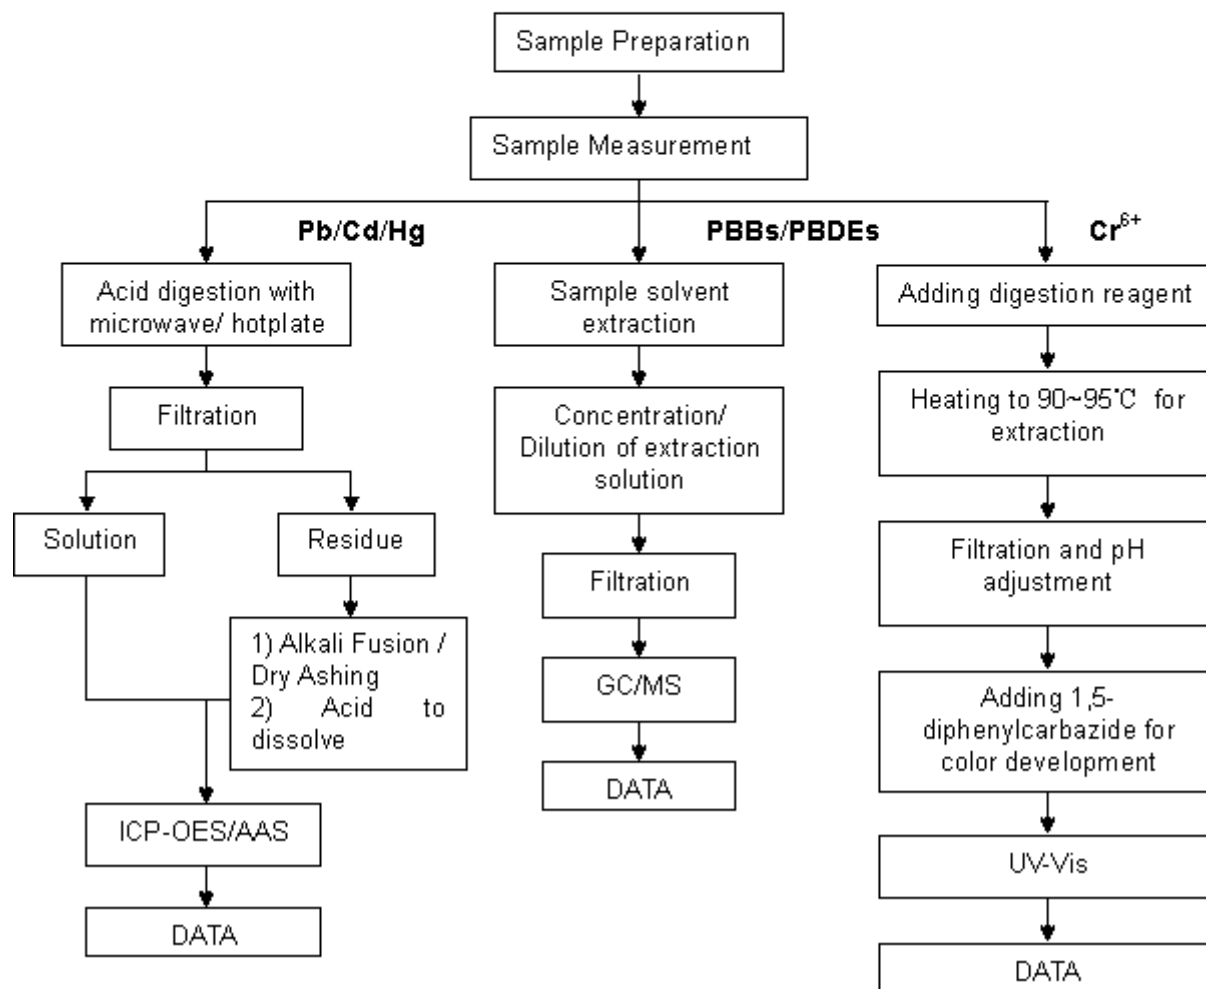 Sample Preparation
Sample Measurement
Pb/Cd/Hg
PBBs/PBDEs
Cr6+
Acid digestion with
microwave/ hotplate
Filtration
Solution
Residue
1) Alkali Fusion /
Dry Ashing
2) Acid to
dissolve
ICP-OES/AAS
DATA
Sample solvent
extraction
Concentration/
Dilution of extraction
solution
Filtration
GC/MS
DATA
Adding digestion reagent
Heating to 90~95℃ for
extraction
Filtration and pH
adjustment
Adding 1,5-
diphenylcarbazide for
color development
UV-Vis
DATA